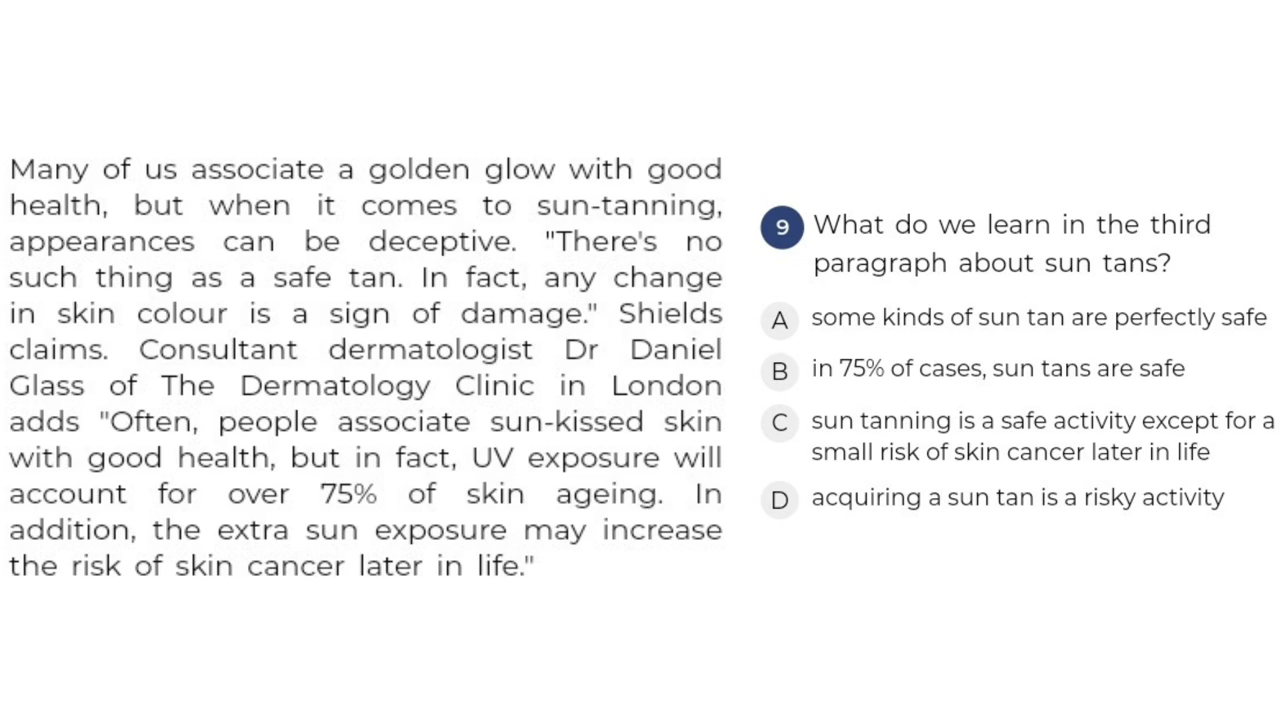 Many of us associate a golden glow with good
health, but when it comes to sun-tanning,
appearances can be deceptive. "There's no
such thing as a safe tan. In fact, any change
in skin colour is a sign of damage." Shields
claims. Consultant dermatologist Dr Daniel
Glass of The Dermatology Clinic in London
adds "Often, people associate sun-kissed skin
with good health, but in fact, UV exposure will
account for over 75% of skin ageing. In
addition, the extra sun exposure may increase
the risk of skin cancer later in life."
9 What do we learn in the third
paragraph about sun tans?
A some kinds of sun tan are perfectly safe
B in 75% of cases, sun tans are safe
C sun tanning is a safe activity except for a
small risk of skin cancer later in life
D acquiring a sun tan is a risky activity